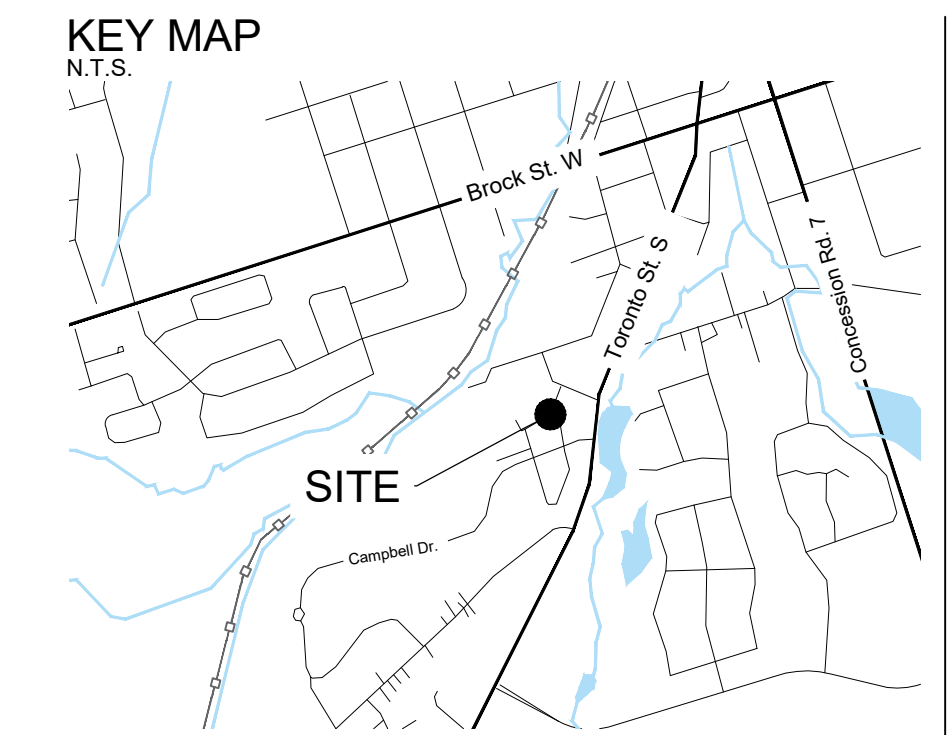 KEY MAP
N.T.S.
Brock St. W
Toronto St. S
Concession Rd. 7
SITE
Campbell Dr.